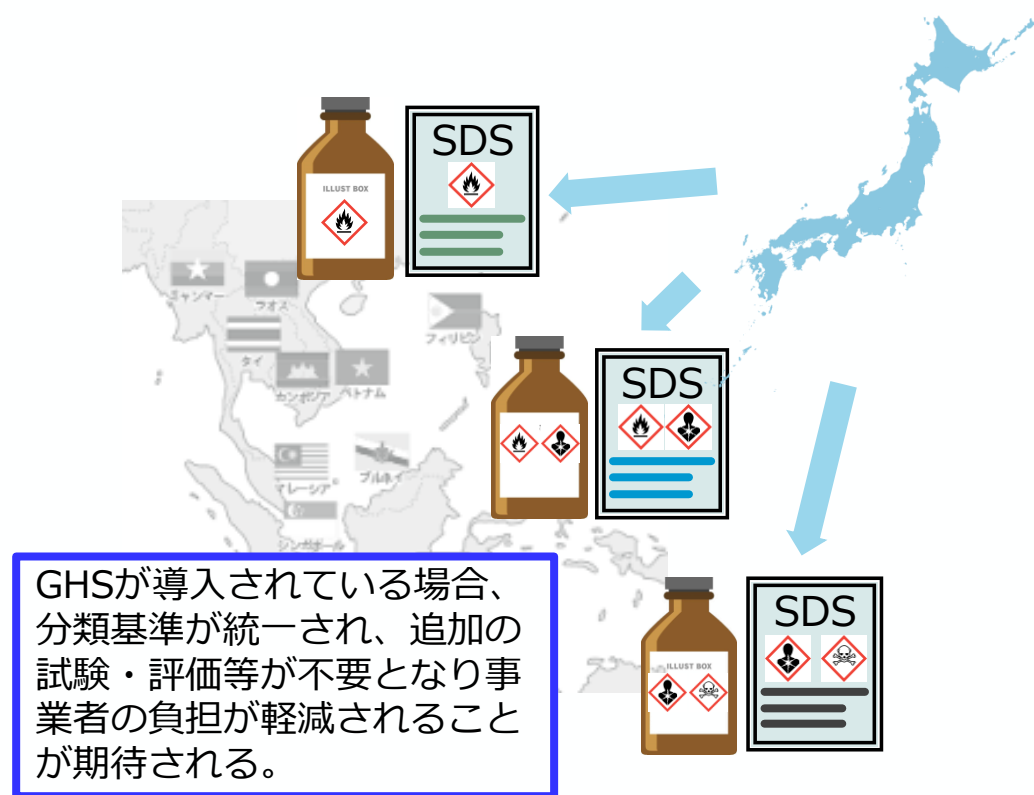 SDS
ILLUST BOX
ミャンマー
ラオス
フィリピン
タイ
カンボジア
ベトナム
SDS
マレーシア
ブルネイ
シンガポール
GHSが導入されている場合、
分類基準が統一され、追加の
試験・評価等が不要となり事
業者の負担が軽減されること
が期待される。
SDS
ILLUST BOX